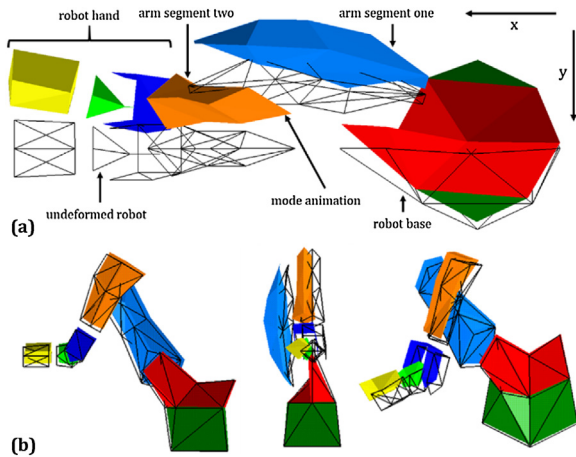 robot hand
arm segment two
arm segment one
x
y
undeformed robot
mode animation
robot base
(a)
(b)